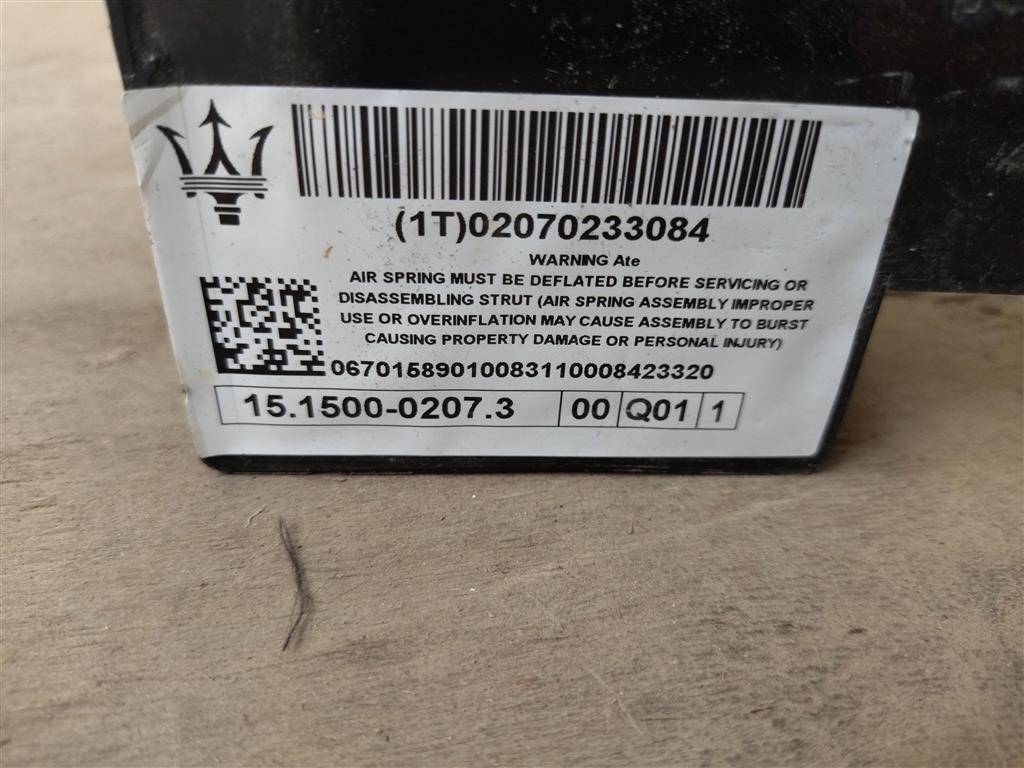 (1T)02070233084
WARNING Ate
AIR SPRING MUST BE DEFLATED BEFORE SERVICING OR
DISASSEMBLING STRUT (AIR SPRING ASSEMBLY IMPROPER
USE OR OVERINFLATION MAY CAUSE ASSEMBLY TO BURST
CAUSING PROPERTY DAMAGE OR PERSONAL INJURY)
06701589010083110008423320
15.1500-0207.3 00 Q01 1